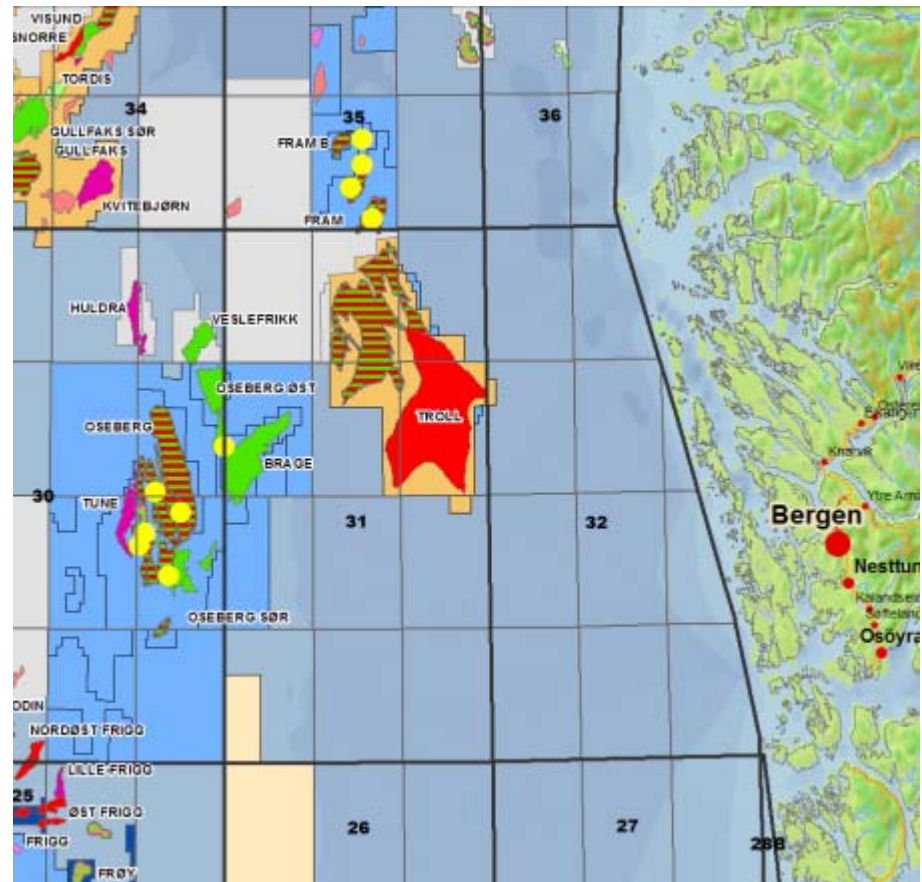 VISUND
SNORRE
TORDIS
34
35
36
GULLFAKS SØR
GULLFAKS
FRAM B
KVITEBJØRN
FRAM
HULDRA
VESLEFRIKK
OSEBERG ØST
OSEBERG
TROLL
BRAGE
Knarvik
30
TUNE
31
32
Ytre Arna
Bergen
Nesttun
OSEBERG SØR
Osøyra
ODIN
NORDØST FRIGG
LILLE-FRIGG
25
ØST FRIGG
26
27
FRIGG
FRØY